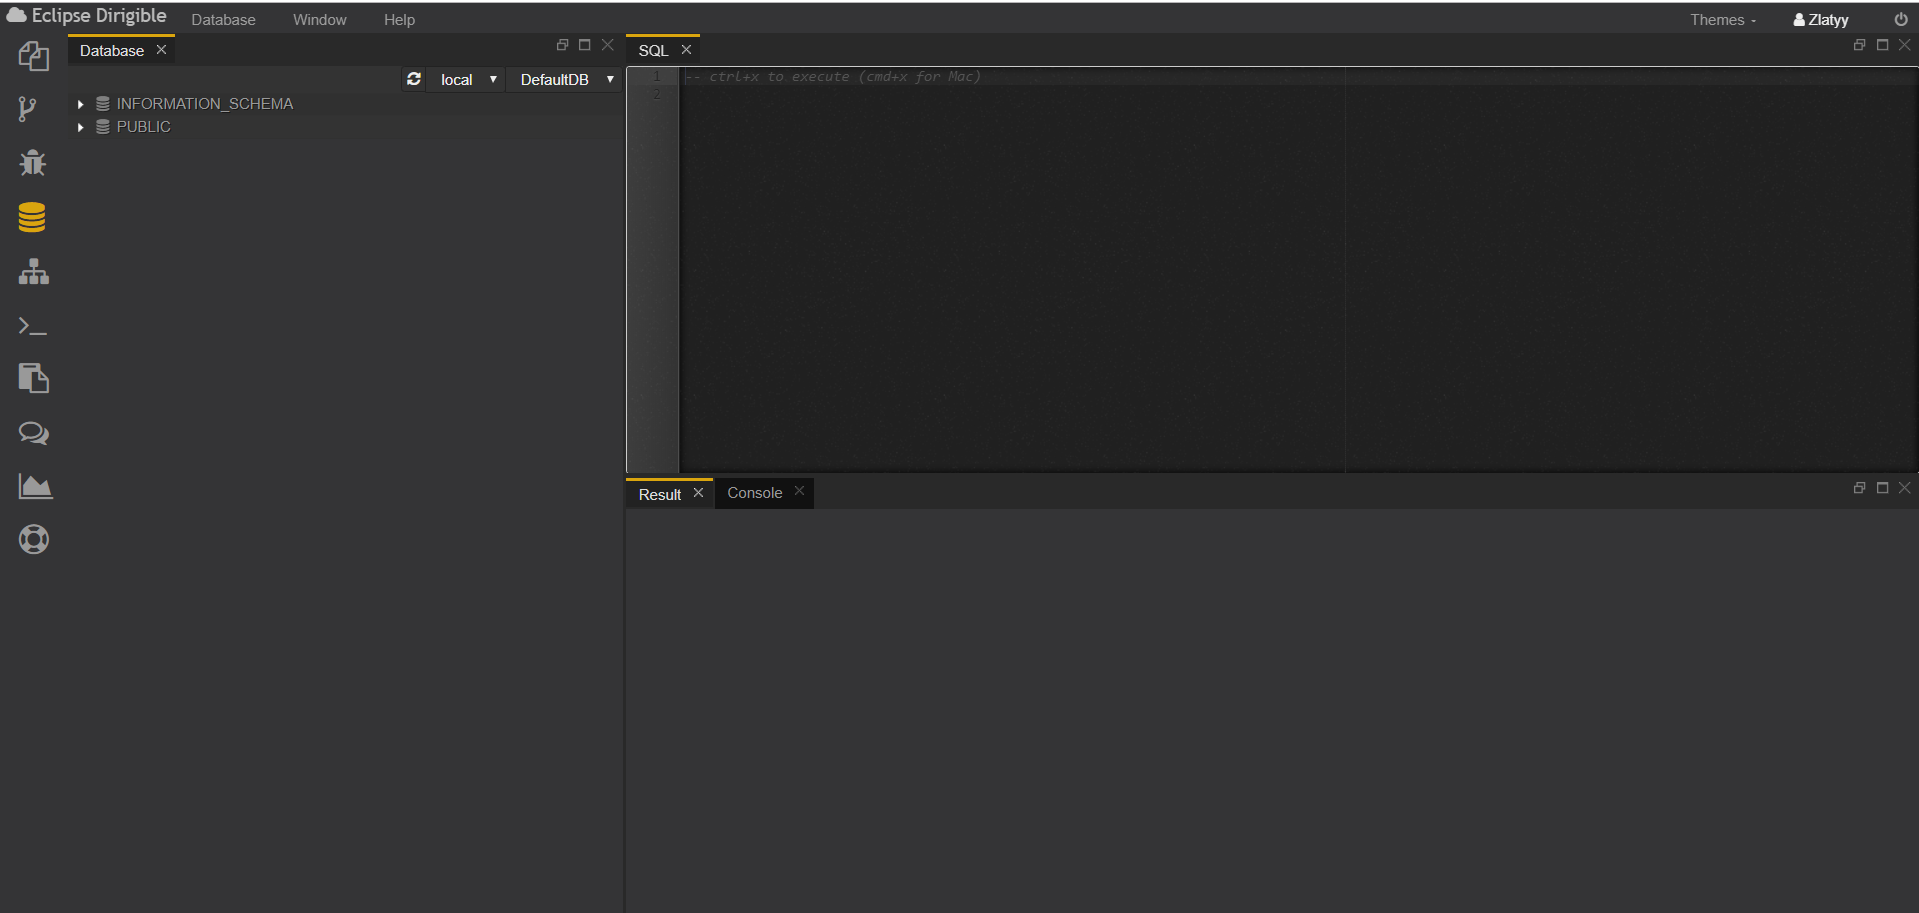 Eclipse Dirigible Database Window Help Themes Zlatyy
Database
local DefaultDB
INFORMATION_SCHEMA
PUBLIC
SQL
1 -- ctrl+x to execute (cmd+x for Mac)
2
Result Console